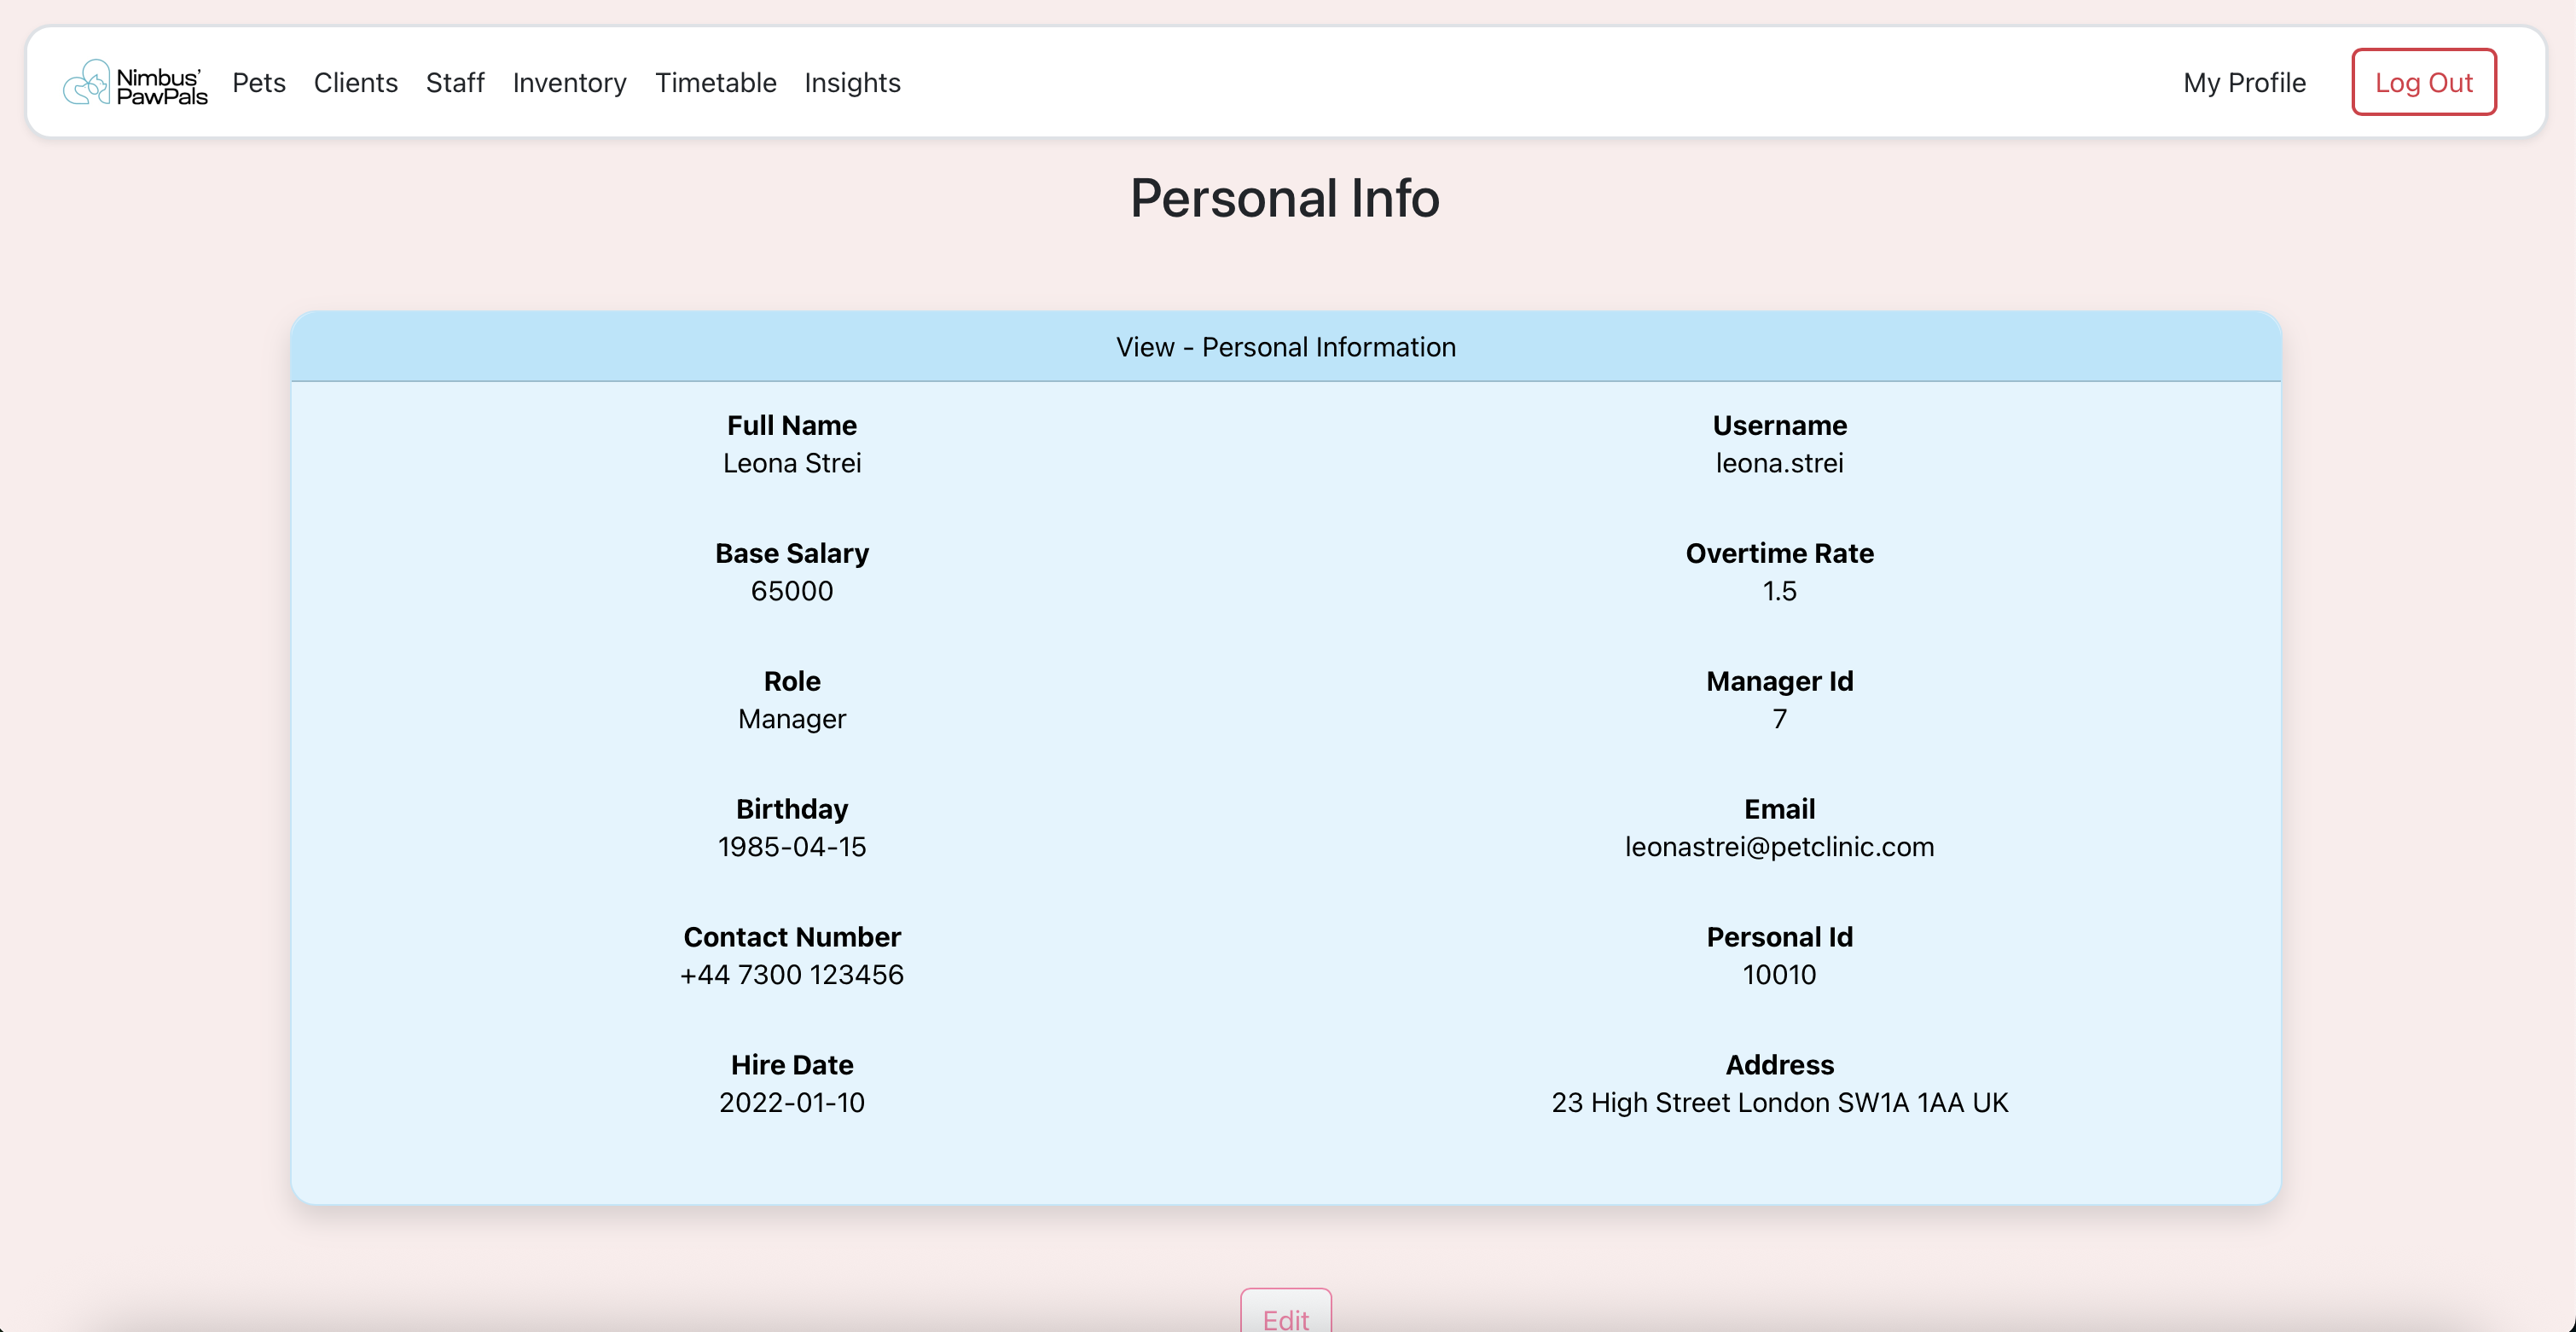 Nimbus'
PawPals
Pets Clients Staff Inventory Timetable Insights My Profile Log Out
Personal Info
View - Personal Information
Full Name Username
Leona Strei leona.strei
Base Salary Overtime Rate
65000 1.5
Role Manager Id
Manager 7
Birthday Email
1985-04-15 leonastrei@petclinic.com
Contact Number Personal Id
+44 7300 123456 10010
Hire Date Address
2022-01-10 23 High Street London SW1A 1AA UK
Edit